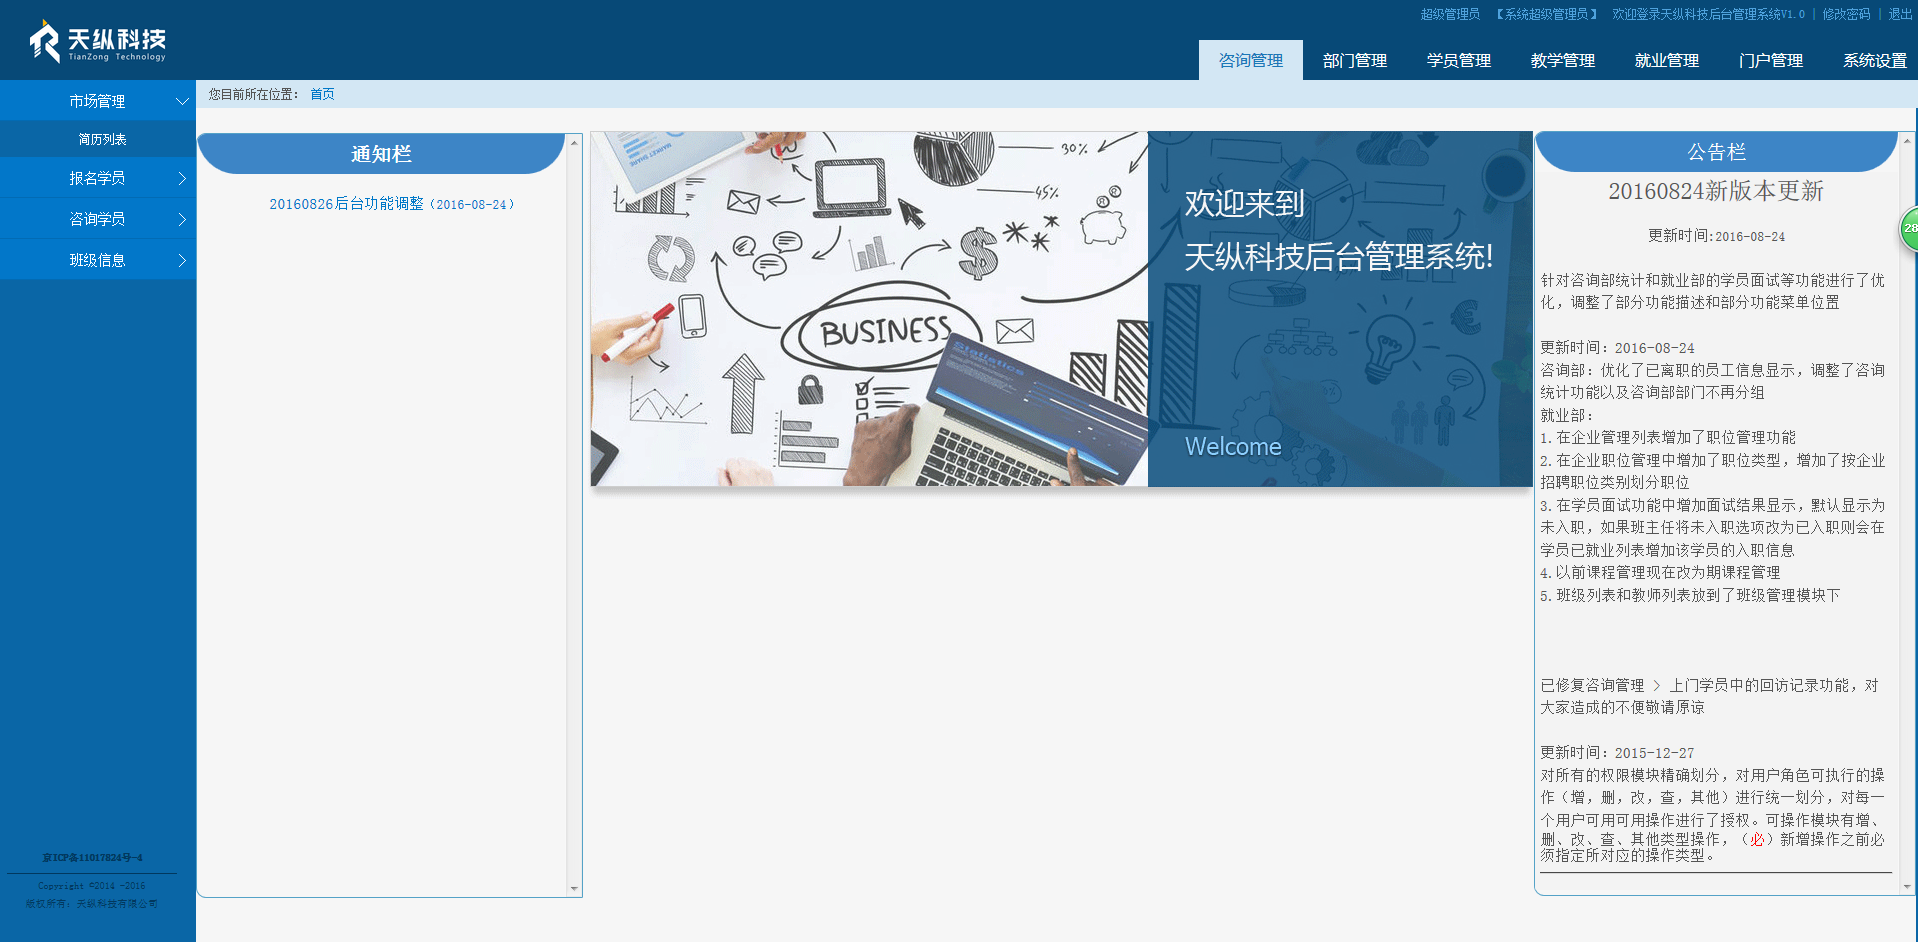 超级管理员 【系统超级管理员】 欢迎登录天纵科技后台管理系统V1.0 | 修改密码 | 退出
天纵科技
TianZong Technology
咨询管理 部门管理 学员管理 教学管理 就业管理 门户管理 系统设置
市场管理
简历列表
报名学员
咨询学员
班级信息
京ICP备11017824号-4
Copyright ©2014 -2016
版权所有：天纵科技有限公司
您目前所在位置： 首页
通知栏
20160826后台功能调整（2016-08-24）
MARKET SHARE
30%
45%
BUSINESS
Statistics
欢迎来到
天纵科技后台管理系统!
Welcome
公告栏
20160824新版本更新
更新时间:2016-08-24
针对咨询部统计和就业部的学员面试等功能进行了优
化，调整了部分功能描述和部分功能菜单位置
更新时间：2016-08-24
咨询部：优化了已离职的员工信息显示，调整了咨询
统计功能以及咨询部部门不再分组
就业部：
1. 在企业管理列表增加了职位管理功能
2. 在企业职位管理中增加了职位类型，增加了按企业
招聘职位类别划分职位
3. 在学员面试功能中增加面试结果显示，默认显示为
未入职，如果班主任将未入职选项改为已入职则会在
学员已就业列表增加该学员的入职信息
4. 以前课程管理现在改为期课程管理
5. 班级列表和教师列表放到了班级管理模块下
已修复咨询管理 > 上门学员中的回访记录功能，对
大家造成的不便敬请原谅
更新时间：2015-12-27
对所有的权限模块精确划分，对用户角色可执行的操
作（增，删，改，查，其他）进行统一划分，对每一
个用户可用可用操作进行了授权。可操作模块有增、
删、改、查、其他类型操作，（必）新增操作之前必
须指定所对应的操作类型。
28